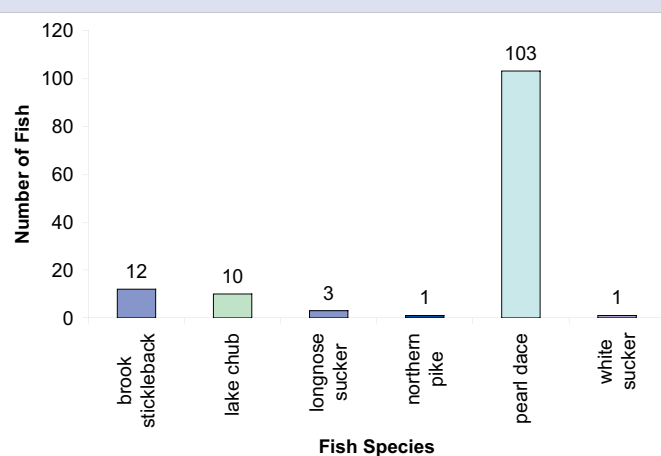 120
100
80
60
40
20
0
Number of Fish
12
10
3
1
103
1
brook
stickleback
lake chub
longnose
sucker
northern
pike
pearl dace
white
sucker
Fish Species